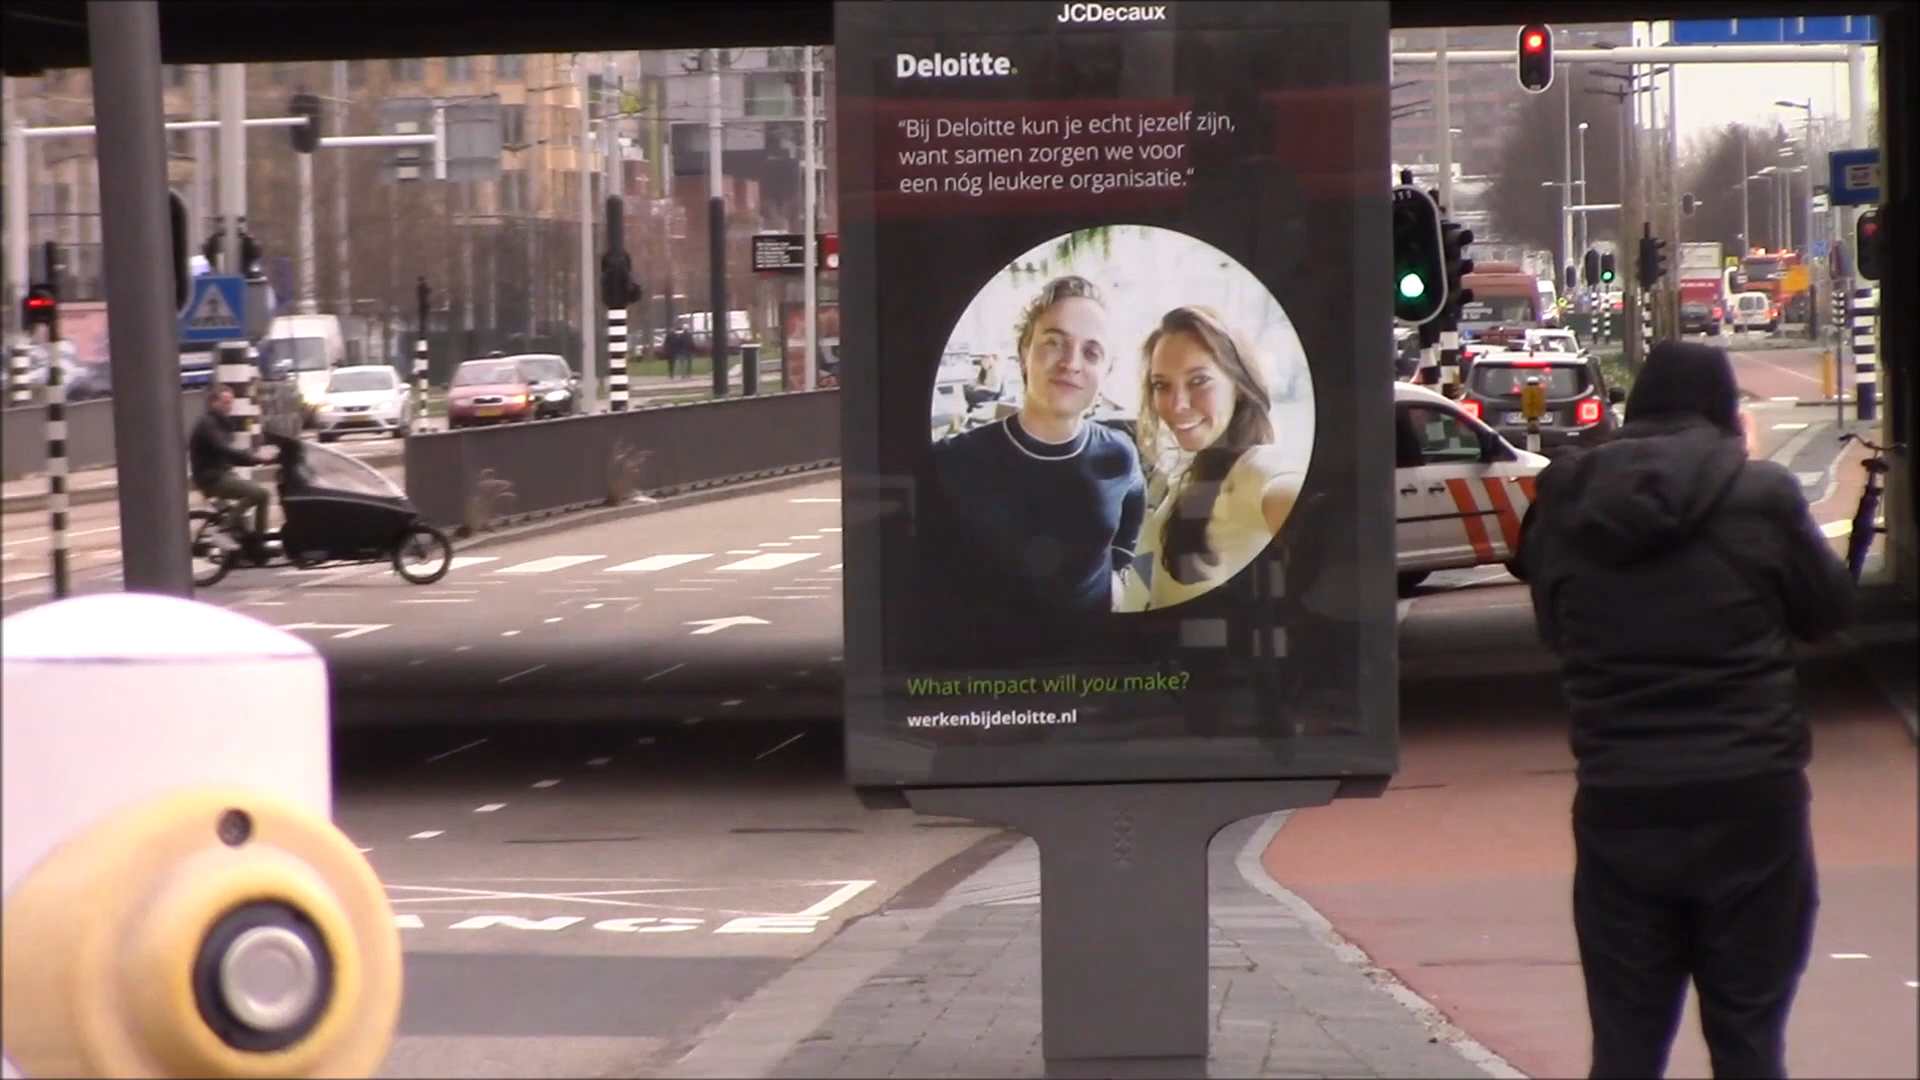 JCDecaux
Deloitte.
“Bij Deloitte kun je echt jezelf zijn,
want samen zorgen we voor
een nóg leukere organisatie.“
What impact will you make?
werkenbijdeloitte.nl